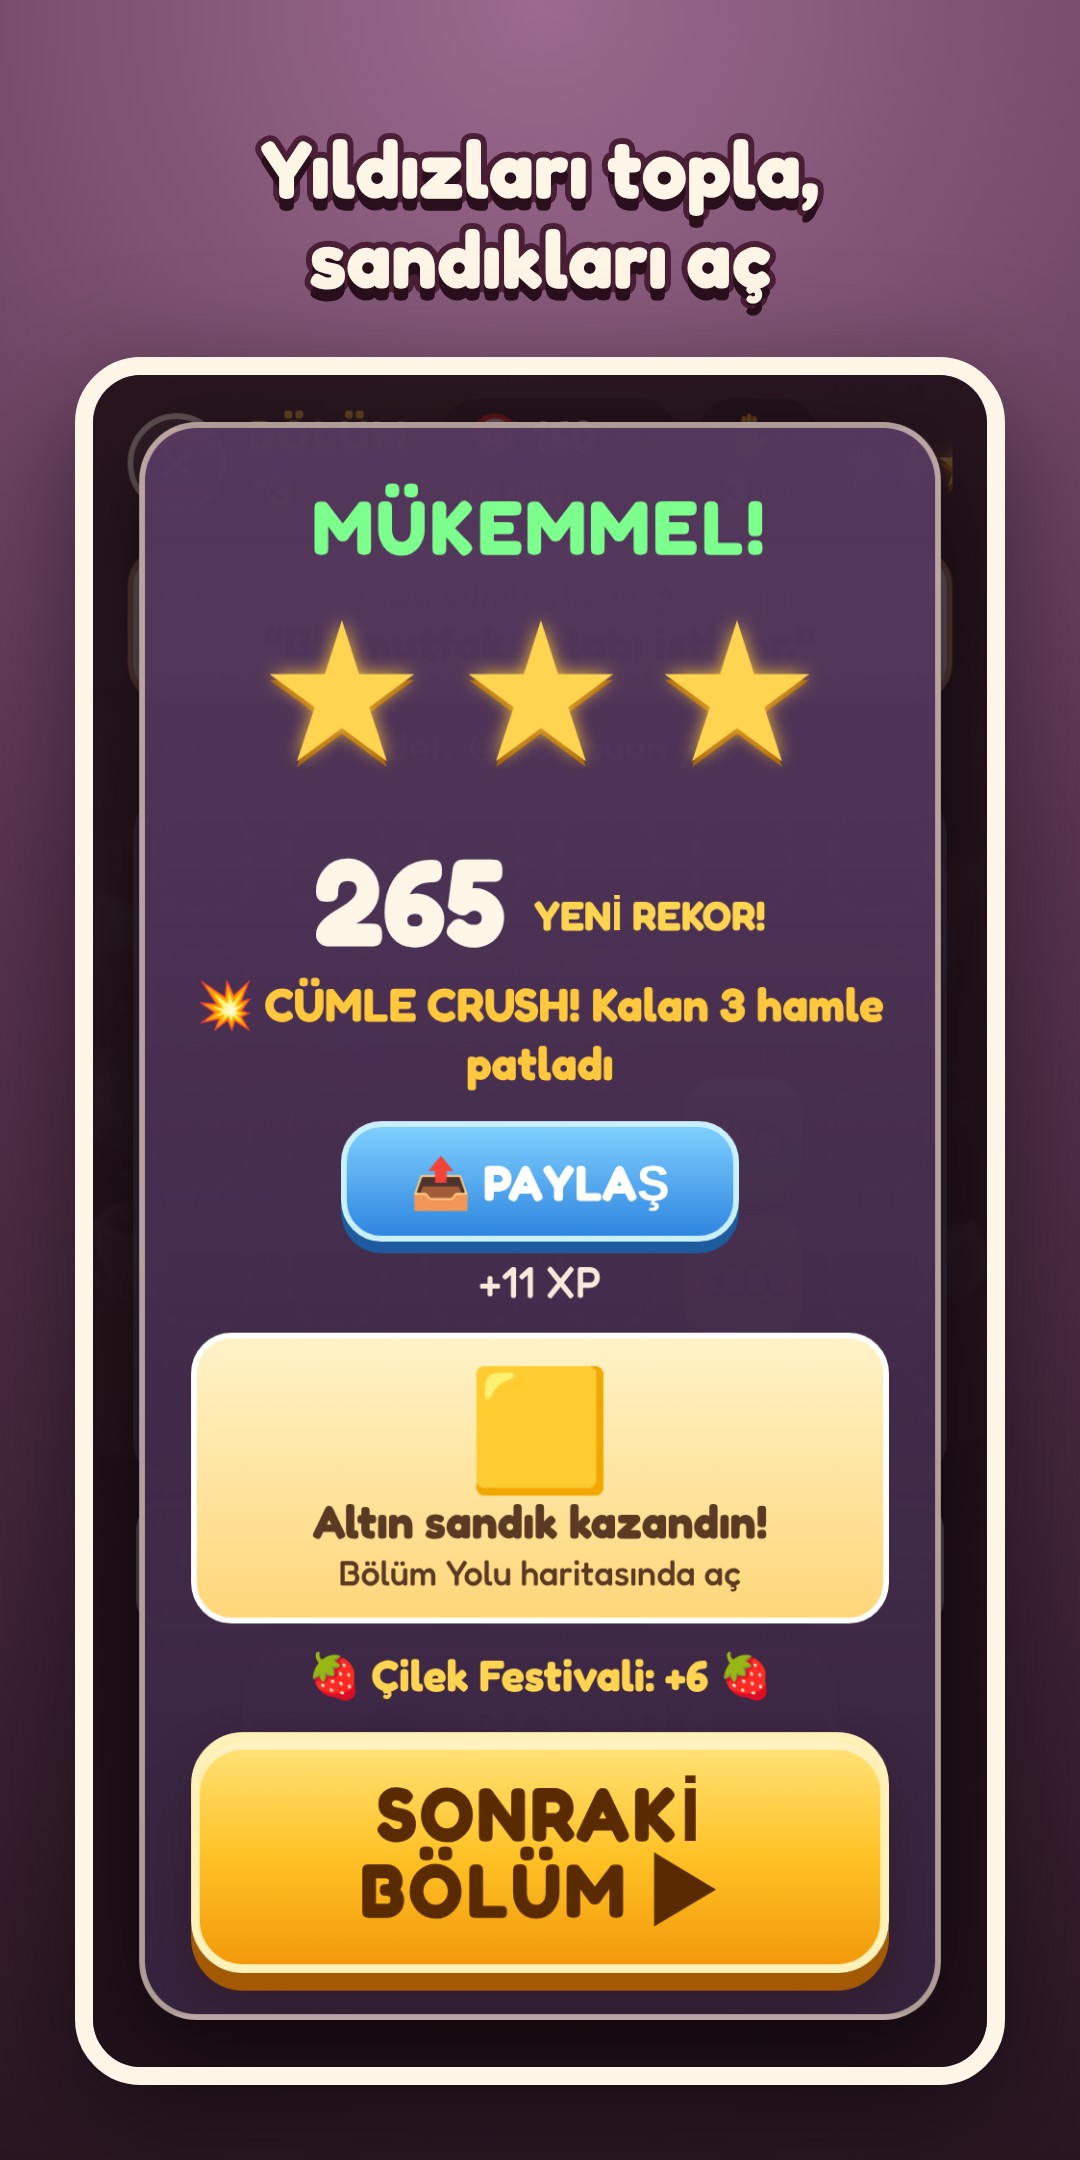 Yıldızları topla,
sandıkları aç
MÜKEMMEL!
265 YENİ REKOR!
💥 CÜMLE CRUSH! Kalan 3 hamle
patladı
📤 PAYLAŞ
+11 XP
Altın sandık kazandın!
Bölüm Yolu haritasında aç
🍓 Çilek Festivali: +6 🍓
SONRAKİ
BÖLÜM ▶